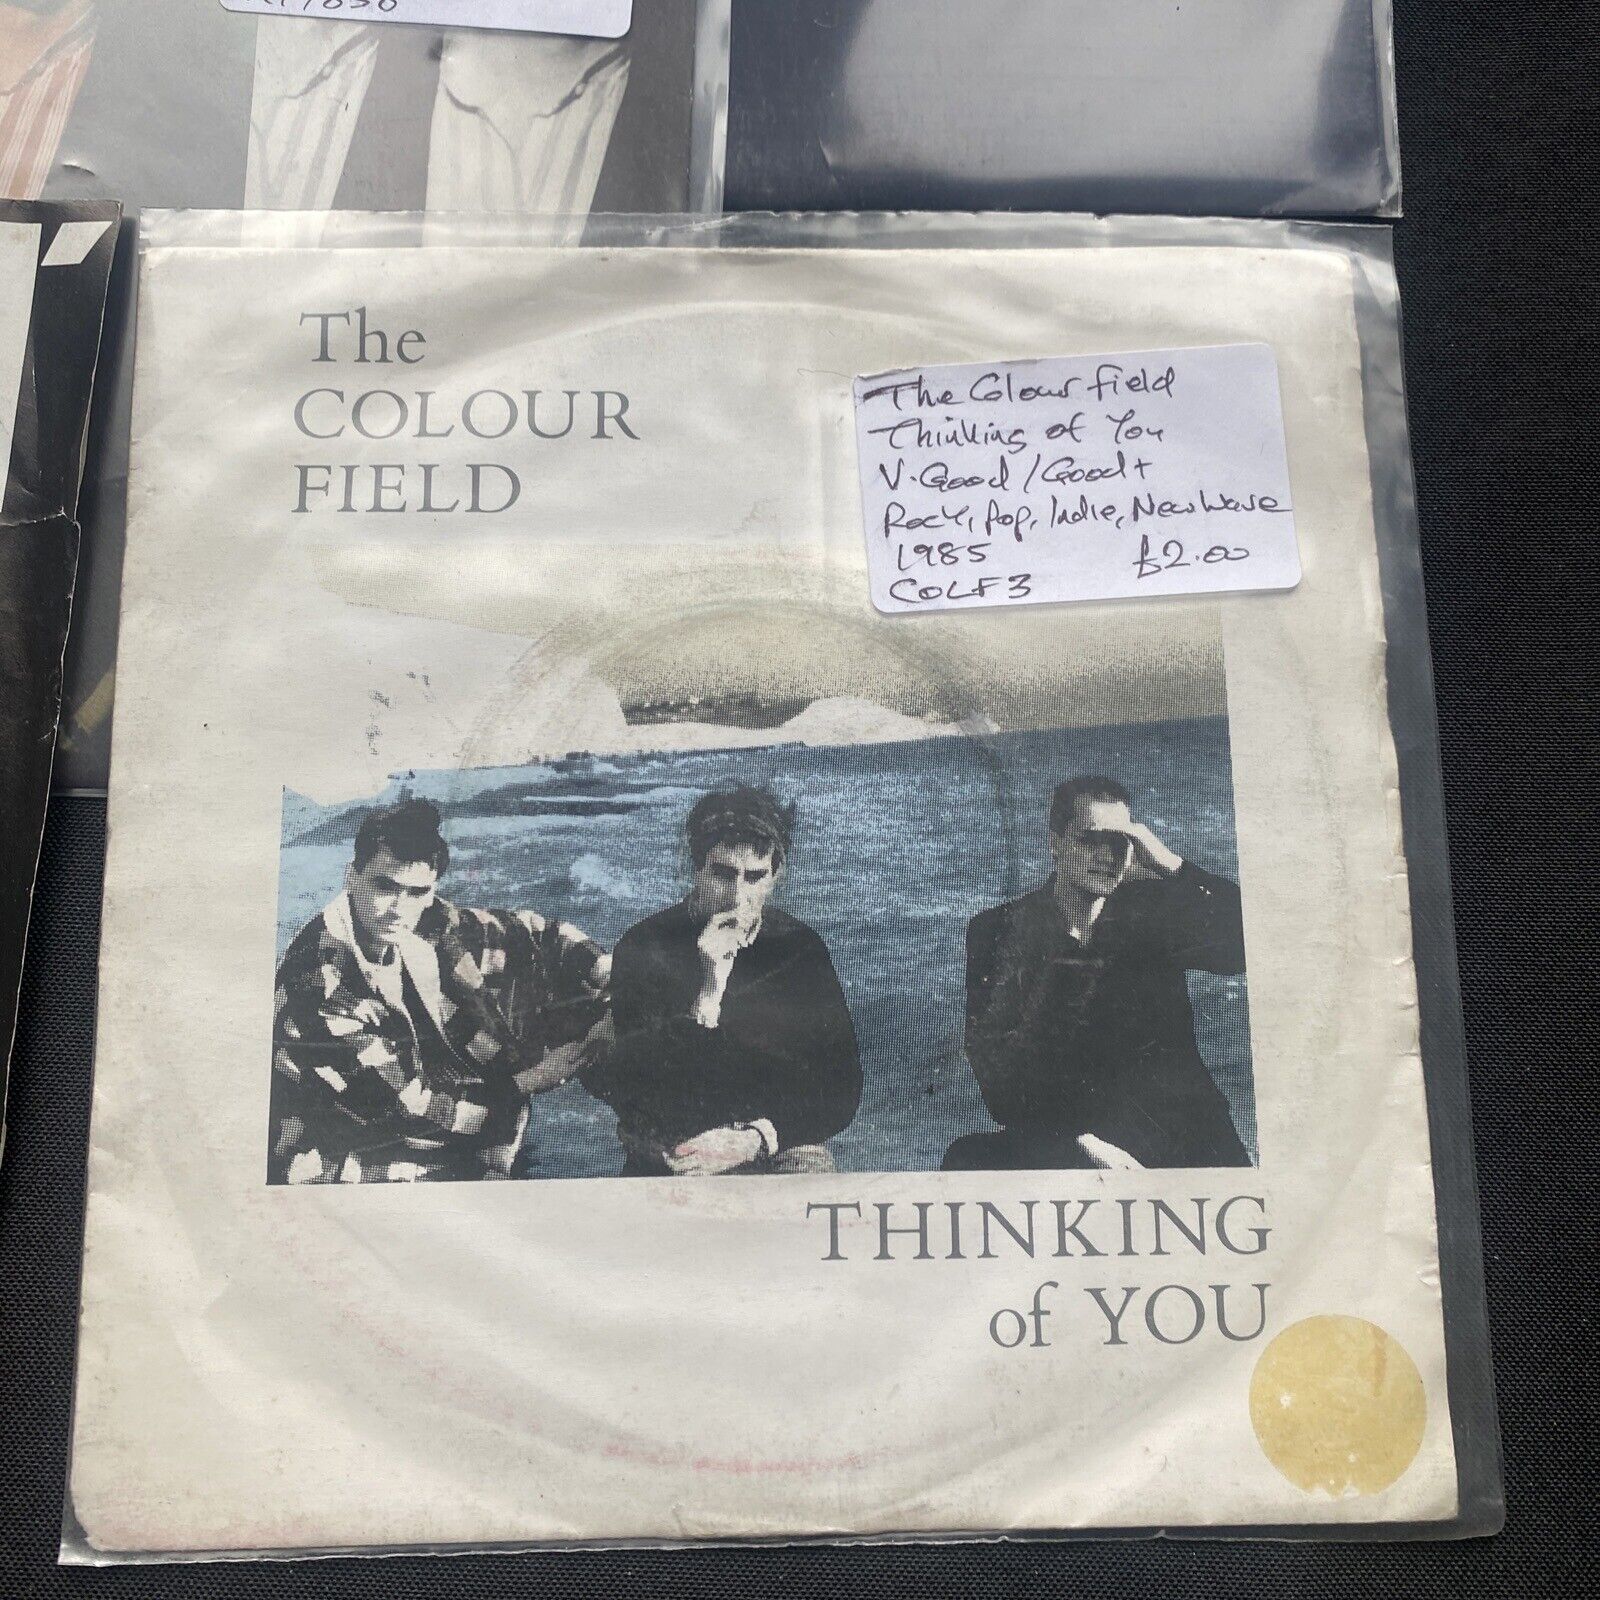 The
COLOUR
FIELD
The Colour field
Thinking of You
V.Good/Good+
Rock, Pop, Indie, New Wave
1985 £2.00
COLF3
THINKING
of YOU